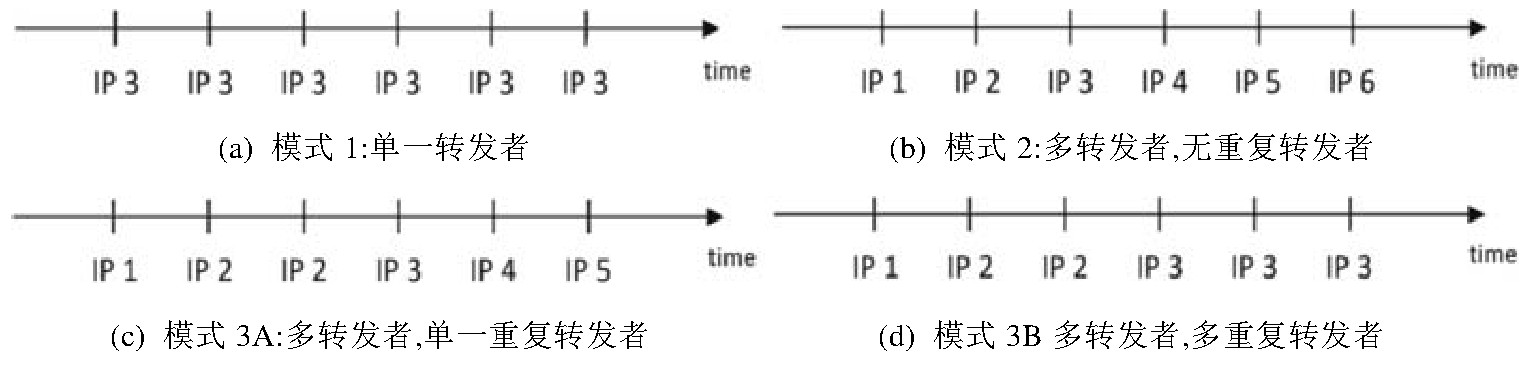 IP 3 IP 3 IP 3 IP 3 IP 3 IP 3 time
(a) 模式 1:单一转发者
IP 1 IP 2 IP 3 IP 4 IP 5 IP 6 time
(b) 模式 2:多转发者,无重复转发者
IP 1 IP 2 IP 2 IP 3 IP 4 IP 5 time
(c) 模式 3A:多转发者,单一重复转发者
IP 1 IP 2 IP 2 IP 3 IP 3 IP 3 time
(d) 模式 3B 多转发者,多重复转发者